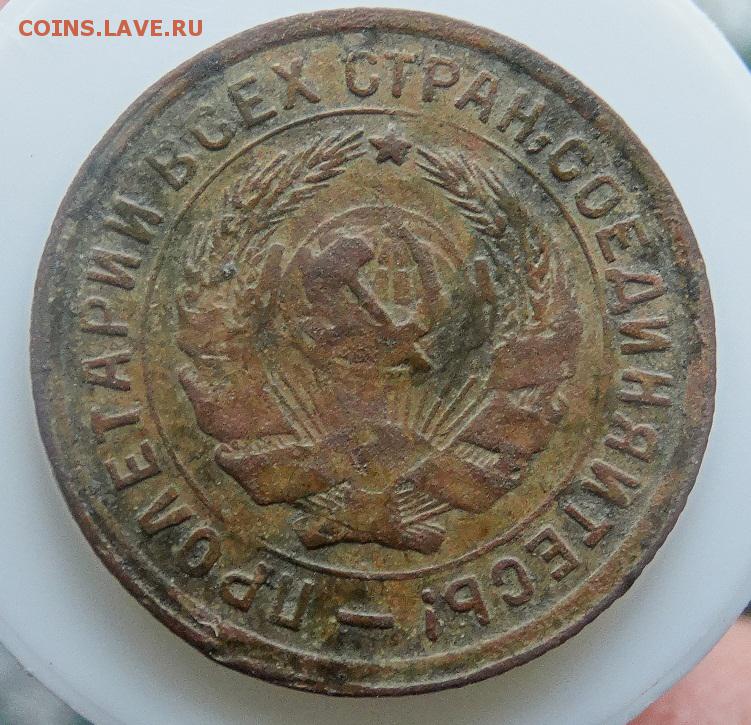 COINS.LAVE.RU
ПРОЛЕТАРИИ ВСЕХ СТРАН, СОЕДИНЯЙТЕСЬ! —